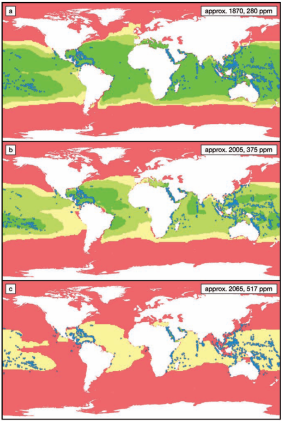 a
approx. 1870, 280 ppm
b
approx. 2005, 375 ppm
c
approx. 2065, 517 ppm